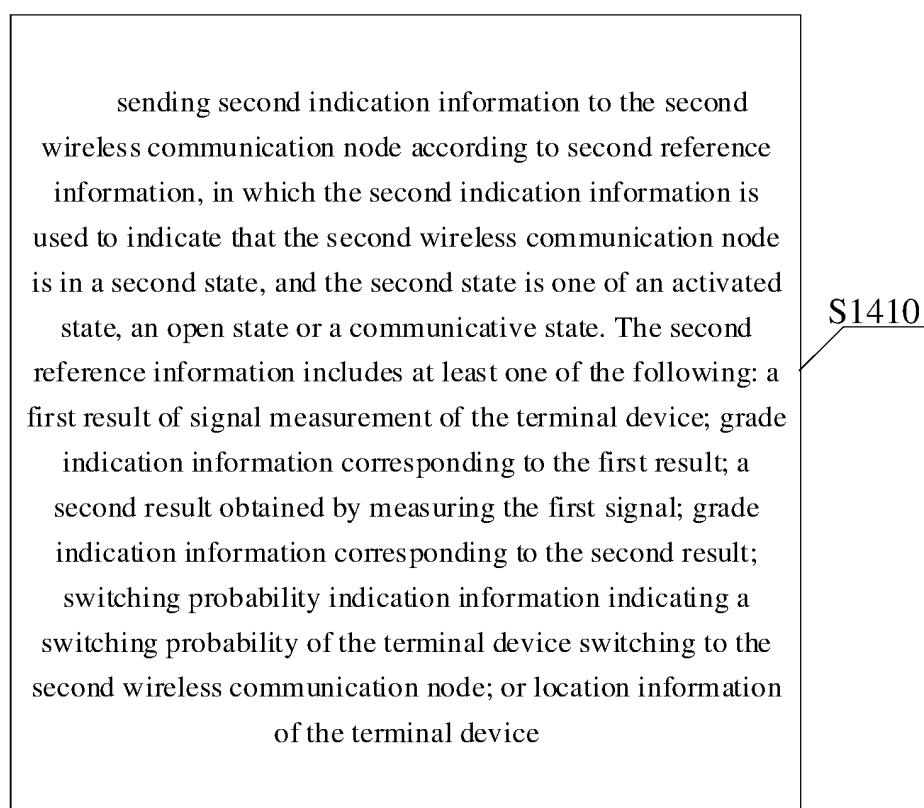 sending second indication information to the second
wireless communication node according to second reference
information, in which the second indication information is
used to indicate that the second wireless communication node
is in a second state, and the second state is one of an activated
state, an open state or a communicative state. The second
reference information includes at least one of the following: a
first result of signal measurement of the terminal device; grade
indication information corresponding to the first result; a
second result obtained by measuring the first signal; grade
indication information corresponding to the second result;
switching probability indication information indicating a
switching probability of the terminal device switching to the
second wireless communication node; or location information
of the terminal device
S1410